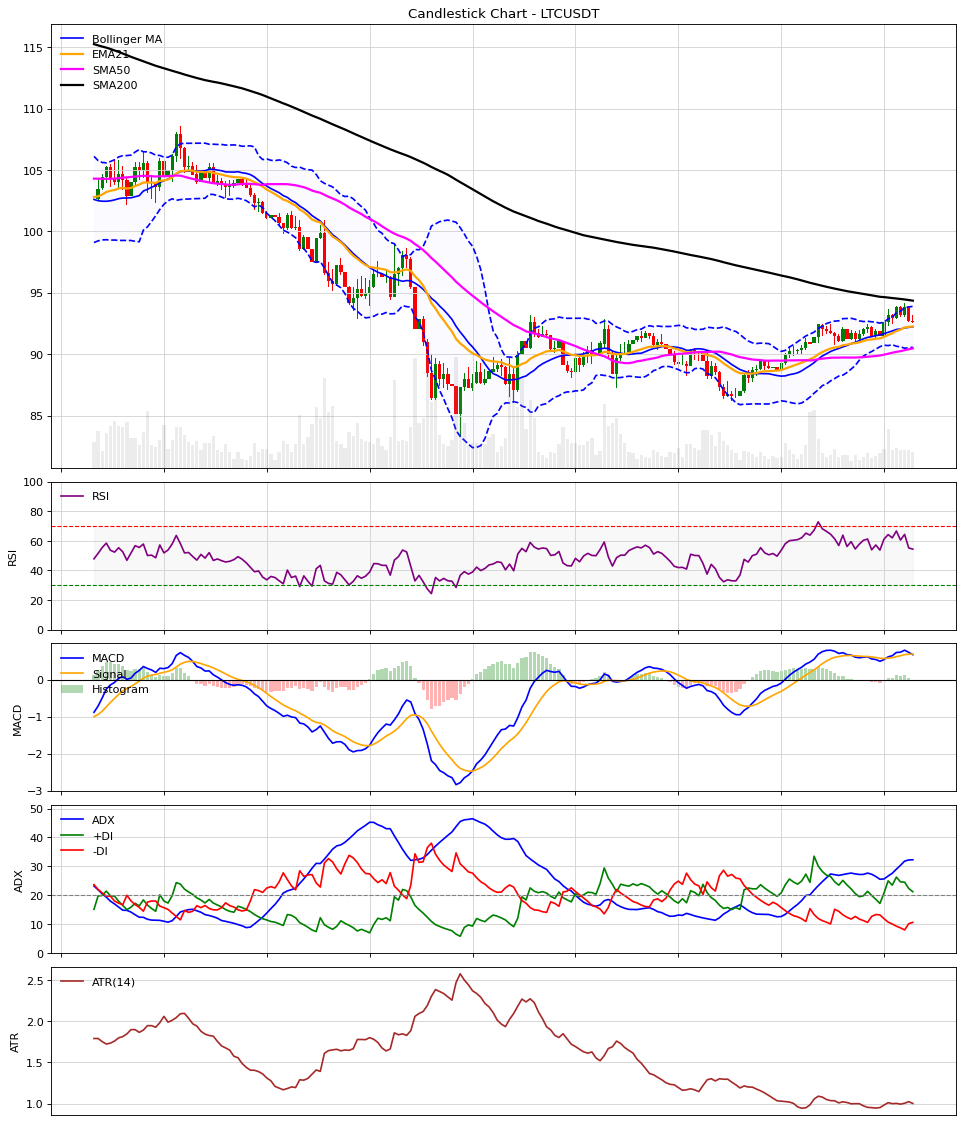 Candlestick Chart - LTCUSDT
Bollinger MA
EMA21
SMA50
SMA200
115
110
105
100
95
90
85
RSI
100
80
60
40
20
0
RSI
MACD
Signal
Histogram
0
−1
−2
−3
MACD
ADX
+DI
-DI
50
40
30
20
10
0
ADX
ATR(14)
2.5
2.0
1.5
1.0
ATR